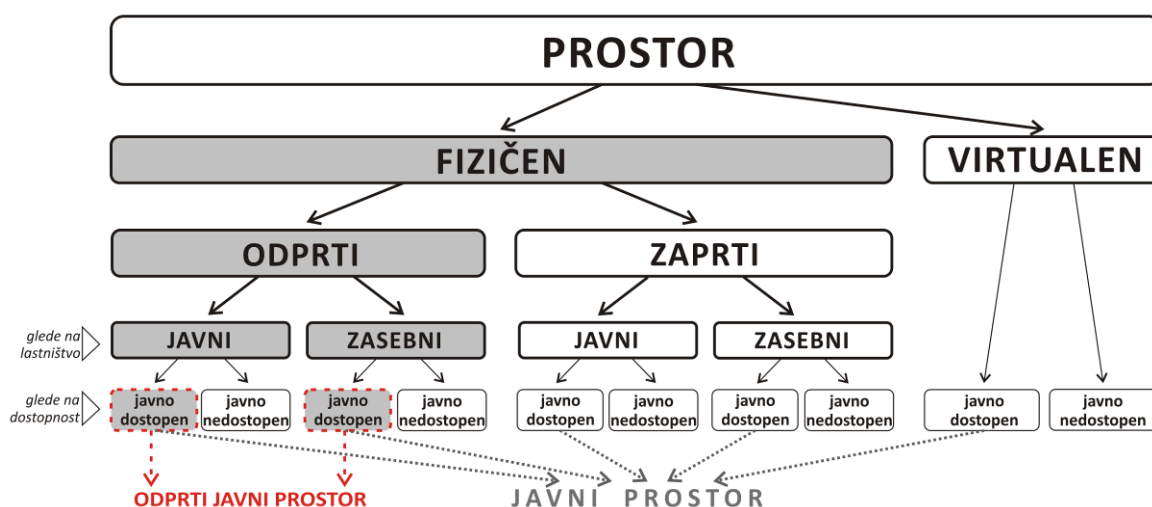 PROSTOR
FIZIČEN
VIRTUALEN
ODPRTI
ZAPRTI
glede na
lastništvo
JAVNI
ZASEBNI
JAVNI
ZASEBNI
glede na
dostopnost
javno
dostopen
javno
nedostopen
javno
dostopen
javno
nedostopen
javno
dostopen
javno
nedostopen
javno
dostopen
javno
nedostopen
javno
dostopen
javno
nedostopen
ODPRTI JAVNI PROSTOR
JAVNI PROSTOR